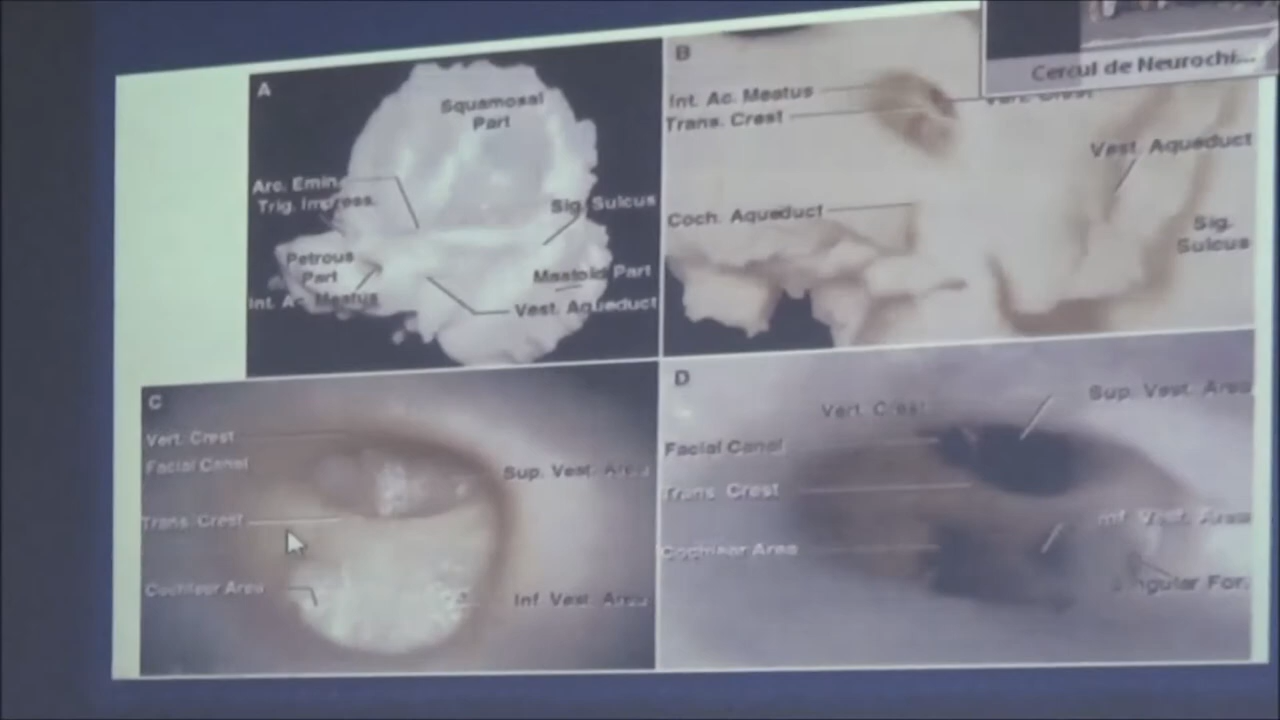 Cercul de Neurochi...
A
Squamosal
Part
Arc. Emin.
Trig. Impress.
Sig. Sulcus
Petrous
Part
Mastoid Part
Int. Ac. Meatus
Vest. Aqueduct
B
Int. Ac. Meatus
Vert. Crest
Trans. Crest
Vest. Aqueduct
Coch. Aqueduct
Sig.
Sulcus
C
Vert. Crest
Facial Canal
Sup. Vest. Area
Trans. Crest
Cochlear Area
Inf. Vest. Area
D
Sup. Vest. Area
Vert. Crest
Facial Canal
Trans. Crest
Inf. Vest. Area
Cochlear Area
For.